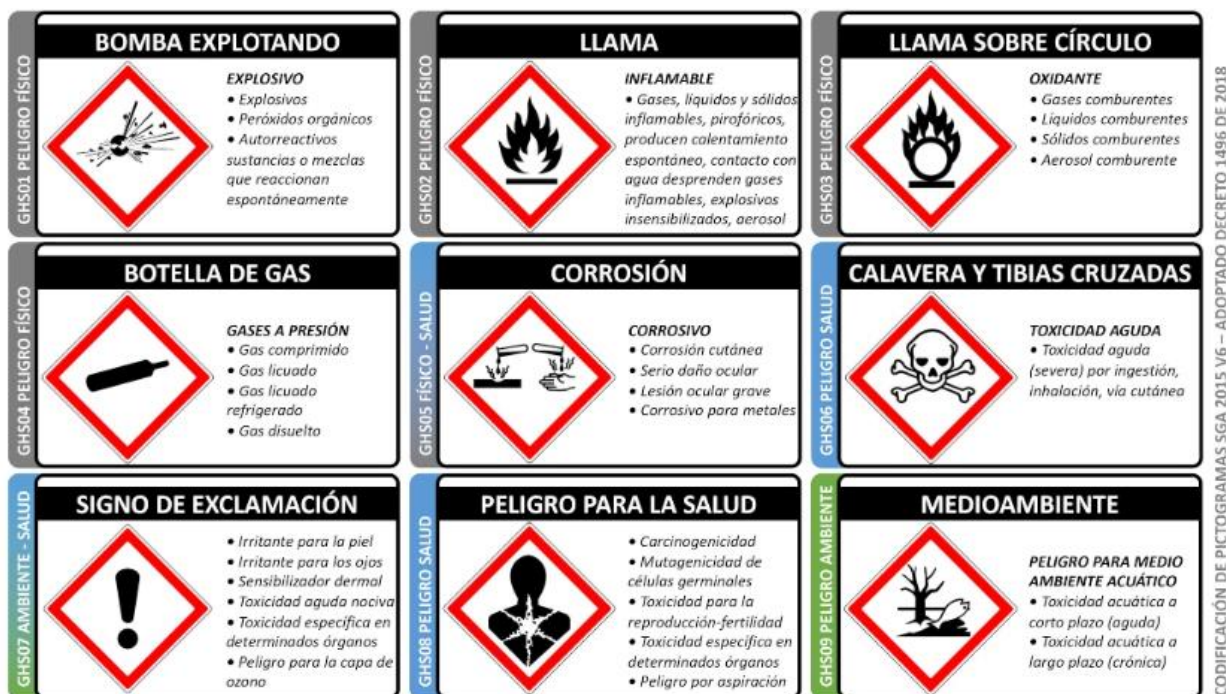 GHS01 PELIGRO FÍSICO
BOMBA EXPLOTANDO
EXPLOSIVO
• Explosivos
• Peróxidos orgánicos
• Autorreactivos
sustancias o mezclas
que reaccionan
espontáneamente
GHS02 PELIGRO FÍSICO
LLAMA
INFLAMABLE
• Gases, líquidos y sólidos
inflamables, pirofóricos,
producen calentamiento
espontáneo, contacto con
agua desprenden gases
inflamables, explosivos
insensibilizados, aerosol
GHS03 PELIGRO FÍSICO
LLAMA SOBRE CÍRCULO
OXIDANTE
• Gases comburentes
• Líquidos comburentes
• Sólidos comburentes
• Aerosol comburente
GHS04 PELIGRO FÍSICO
BOTELLA DE GAS
GASES A PRESIÓN
• Gas comprimido
• Gas licuado
• Gas licuado
refrigerado
• Gas disuelto
GHS05 FÍSICO - SALUD
CORROSIÓN
CORROSIVO
• Corrosión cutánea
• Serio daño ocular
• Lesión ocular grave
• Corrosivo para metales
GHS06 PELIGRO SALUD
CALAVERA Y TIBIAS CRUZADAS
TOXICIDAD AGUDA
• Toxicidad aguda
(severa) por ingestión,
inhalación, vía cutánea
GHS07 AMBIENTE - SALUD
SIGNO DE EXCLAMACIÓN
• Irritante para la piel
• Irritante para los ojos
• Sensibilizador dermal
• Toxicidad aguda nociva
• Toxicidad específica en
determinados órganos
• Peligro para la capa de
ozono
GHS08 PELIGRO SALUD
PELIGRO PARA LA SALUD
• Carcinogenicidad
• Mutagenicidad de
células germinales
• Toxicidad para la
reproducción-fertilidad
• Toxicidad específica en
determinados órganos
• Peligro por aspiración
GHS09 PELIGRO AMBIENTE
MEDIOAMBIENTE
PELIGRO PARA MEDIO
AMBIENTE ACUÁTICO
• Toxicidad acuática a
corto plazo (aguda)
• Toxicidad acuática a
largo plazo (crónica)
CODIFICACIÓN DE PICTOGRAMAS SGA 2015 V6 – ADOPTADO DECRETO 1496 DE 2018